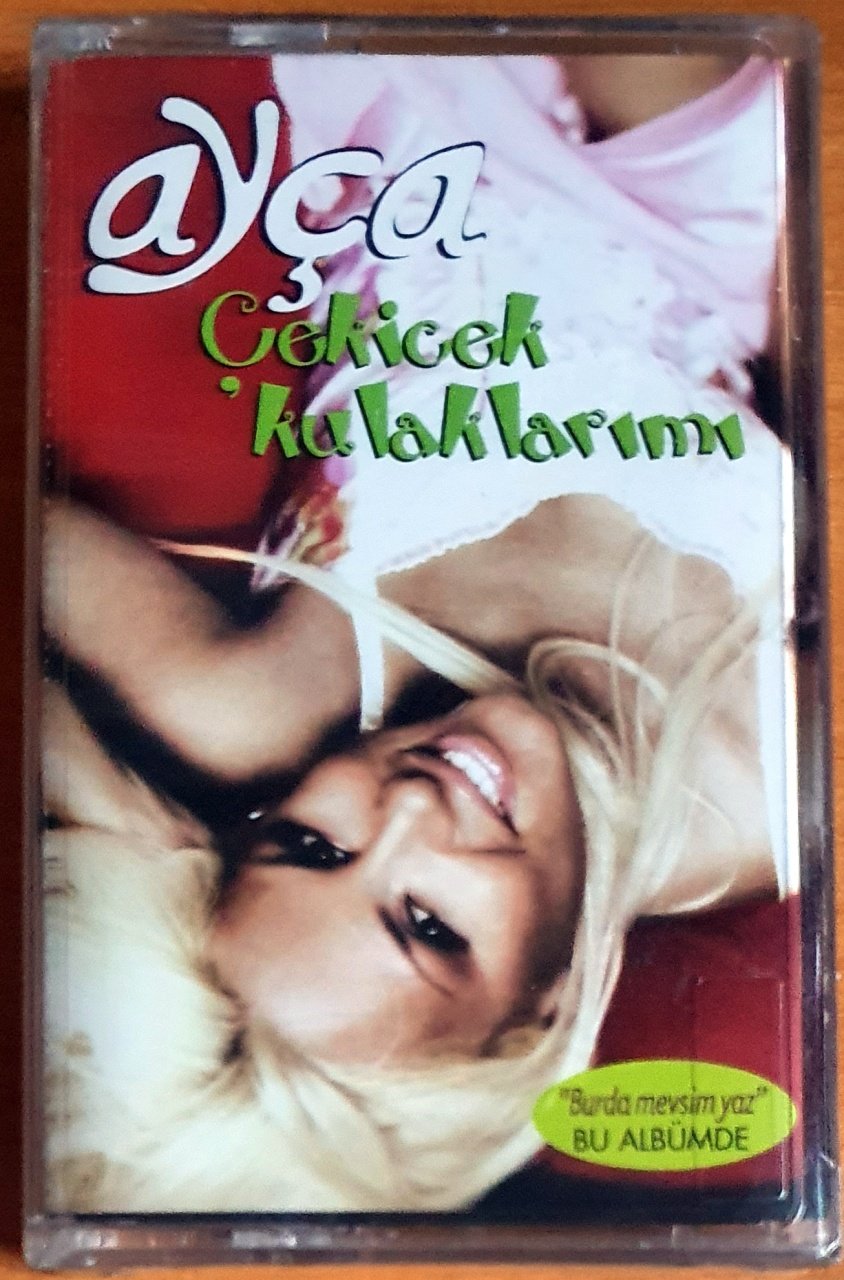 ayça
Çekicek
kulaklarımı
"Burda mevsim yaz"
BU ALBÜMDE